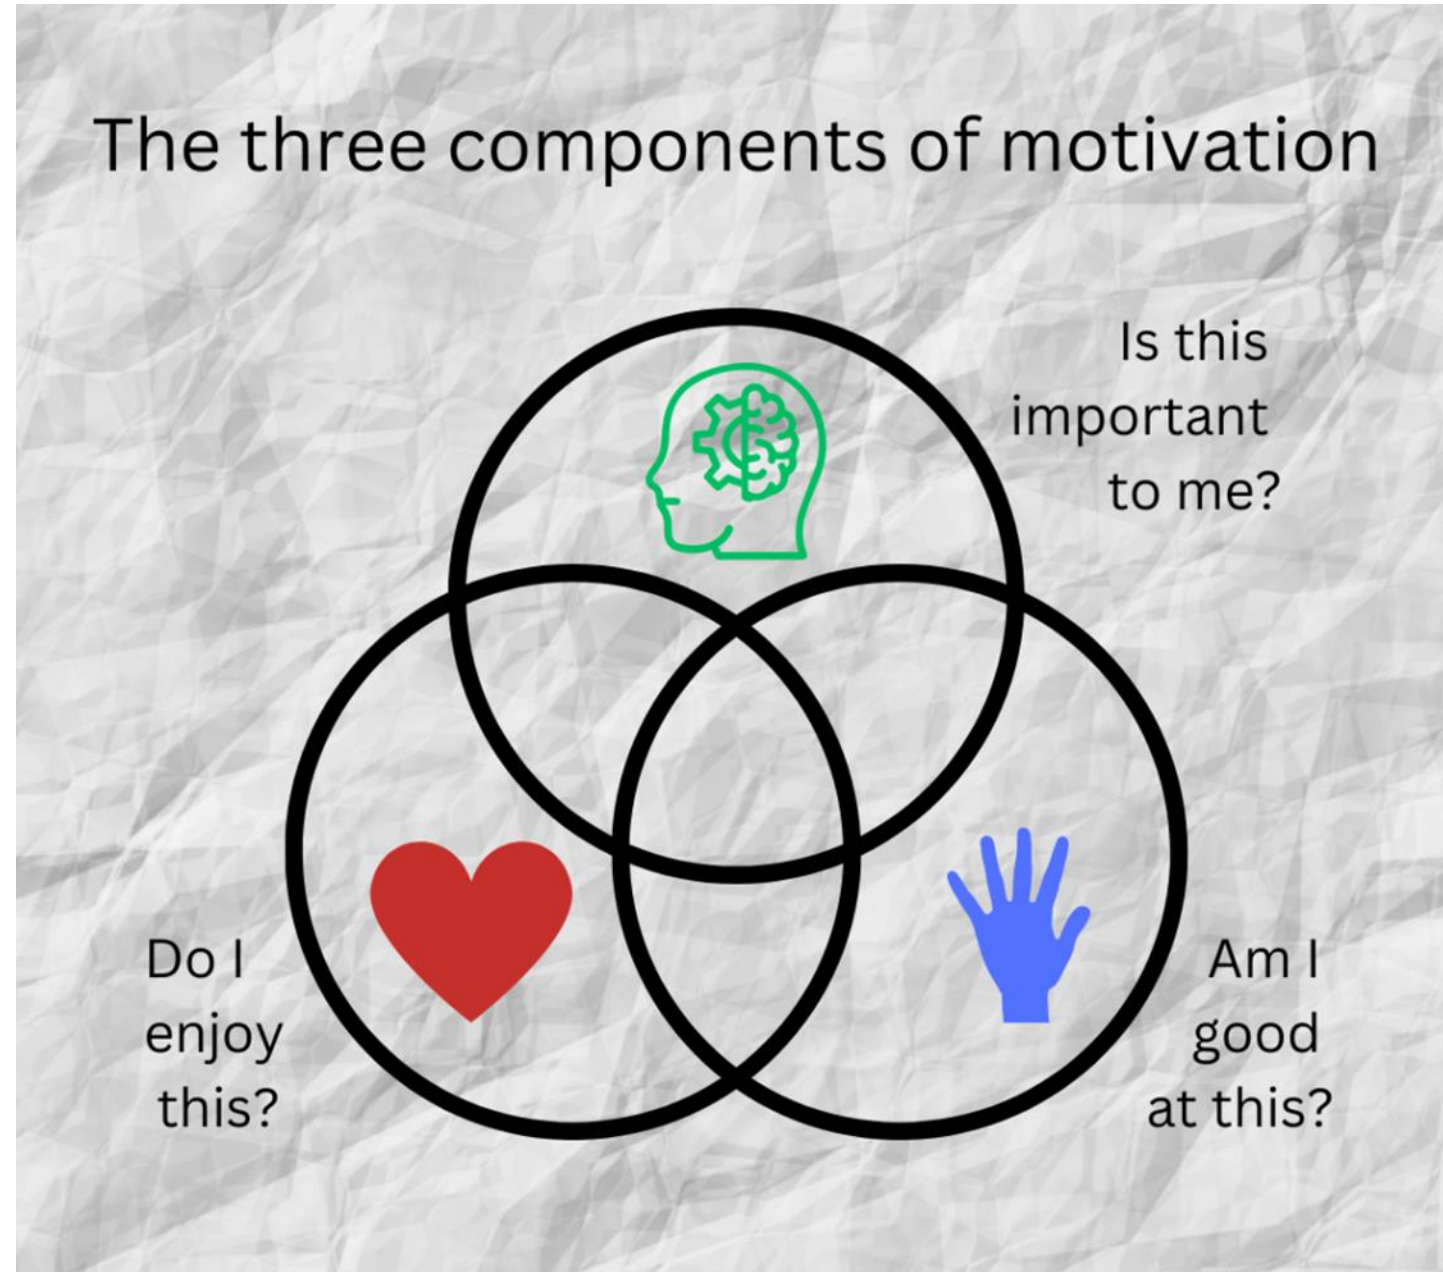 The three components of motivation
Is this
important
to me?
Do I
enjoy
this?
Am I
good
at this?